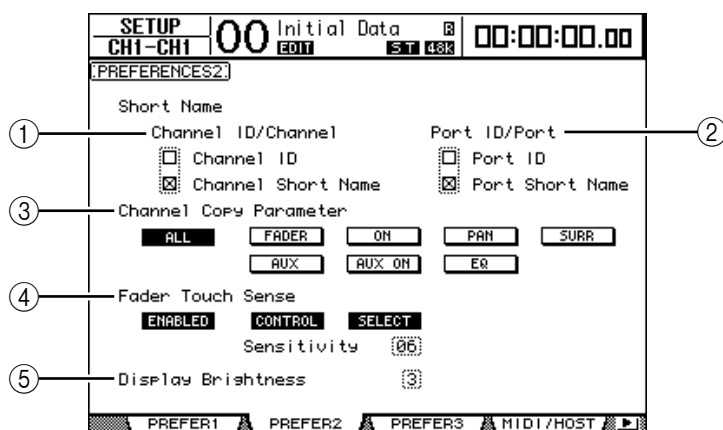 SETUP
CH1-CH1
00
Initial Data
R
EDIT
ST
48K
00:00:00.00
PREFERENCES2
Short Name
① Channel ID/Channel Port ID/Port ②
Channel ID Port ID
Channel Short Name Port Short Name
③ Channel Copy Parameter
ALL FADER ON PAN SURR
AUX AUX ON EQ
④ Fader Touch Sense
ENABLED CONTROL SELECT
Sensitivity 06
⑤ Display Brightness 3
PREFER1 PREFER2 PREFER3 MIDI/HOST